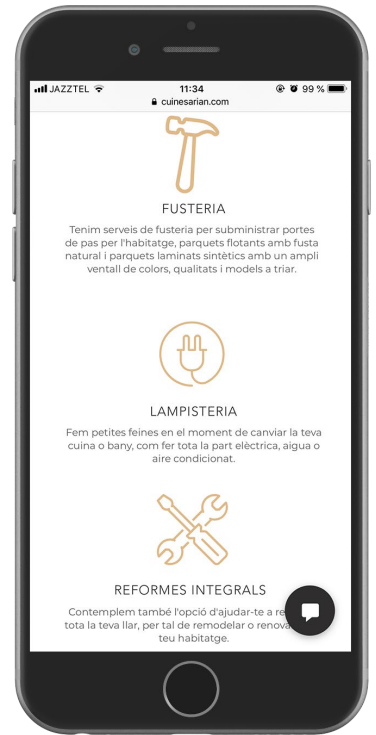 JAZZTEL 11:34 99 %
cuinesarian.com
FUSTERIA
Tenim serveis de fusteria per subministrar portes
de pas per l'habitatge, parquets flotants amb fusta
natural i parquets laminats sintètics amb un ampli
ventall de colors, qualitats i models a triar.
LAMPISTERIA
Fem petites feines en el moment de canviar la teva
cuina o bany, com fer tota la part elèctrica, aigua o
aire condicionat.
REFORMES INTEGRALS
Contemplem també l'opció d'ajudar-te a
tota la teva llar, per tal de remodelar o
teu habitatge.